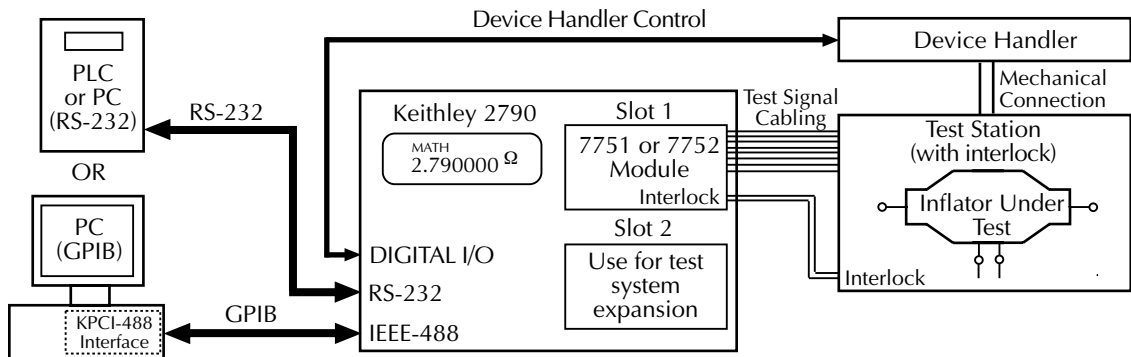 Device Handler Control
Device Handler
PLC
or PC
(RS-232)
RS-232
OR
PC
(GPIB)
KPCI-488
Interface
GPIB
Keithley 2790
MATH
2.790000 Ω
DIGITAL I/O
RS-232
IEEE-488
Slot 1
7751 or 7752
Module
Interlock
Slot 2
Use for test
system
expansion
Test Signal
Cabling
Mechanical
Connection
Test Station
(with interlock)
Inflator Under
Test
Interlock